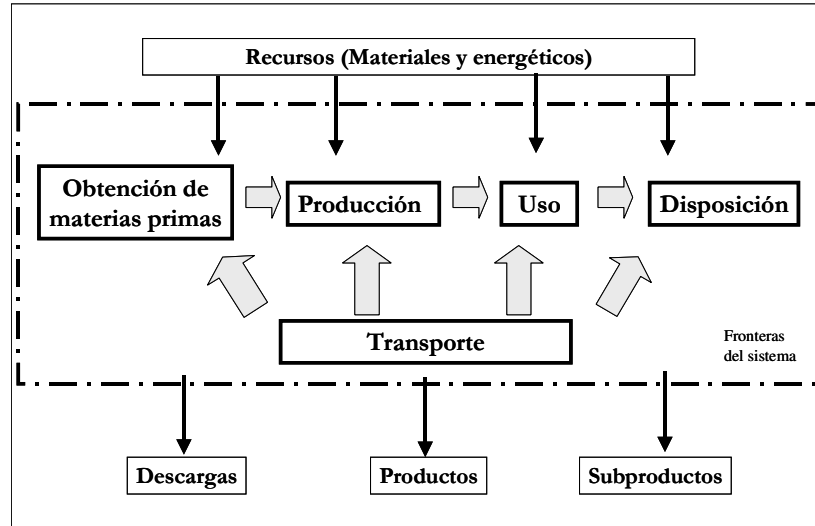 Recursos (Materiales y energéticos)
Obtención de
materias primas
Producción
Uso
Disposición
Transporte
Fronteras
del sistema
Descargas
Productos
Subproductos